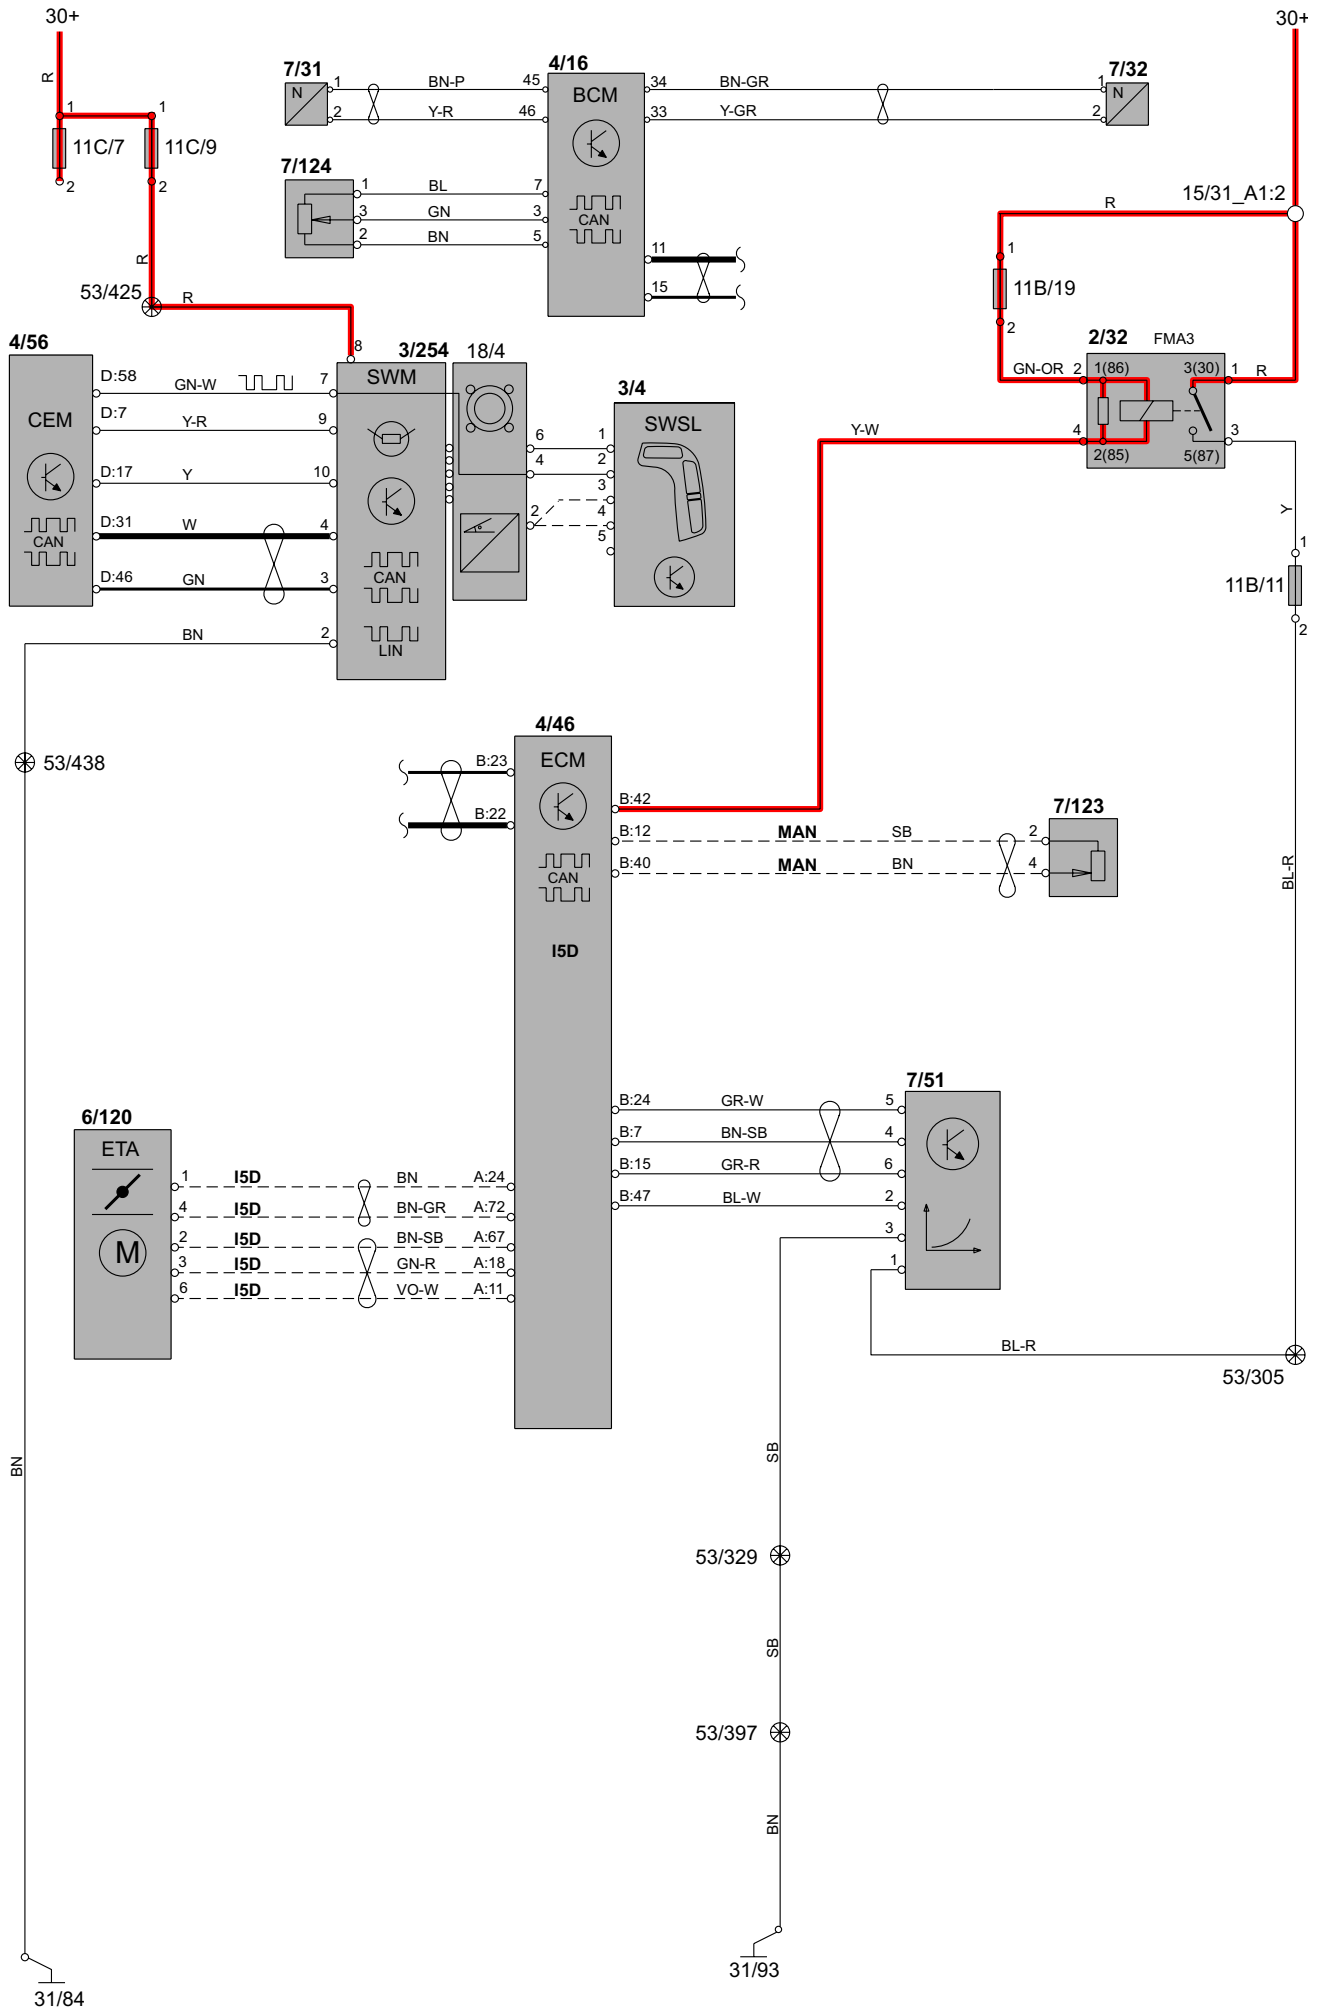 30+
30+
R
7/31
4/16
7/32
N
1
BN-P
45
BCM
34
BN-GR
1
N
2
Y-R
46
33
Y-GR
2
1
1
11C/7
11C/9
2
2
7/124
1
BL
7
3
GN
3
CAN
2
BN
5
11
15
R
15/31_A1:2
1
11B/19
2
R
53/425
R
8
2/32
FMA3
GN-OR
2
1(86)
3(30)
1
R
Y-W
4
2(85)
5(87)
3
4/56
3/254
18/4
D:58
GN-W
7
SWM
3/4
CEM
D:7
Y-R
9
SWSL
6
1
4
2
D:17
Y
10
3
2
4
5
D:31
W
4
CAN
D:46
GN
3
CAN
BN
2
LIN
Y
1
11B/11
2
4/46
53/438
B:23
ECM
B:22
B:42
7/123
B:12
MAN
SB
2
B:40
MAN
BN
4
CAN
I5D
BL-R
7/51
B:24
GR-W
5
B:7
BN-SB
4
B:15
GR-R
6
B:47
BL-W
2
3
1
6/120
ETA
1
I5D
BN
A:24
4
I5D
BN-GR
A:72
2
I5D
BN-SB
A:67
M
3
I5D
GN-R
A:18
6
I5D
VO-W
A:11
BL-R
53/305
BN
SB
53/329
SB
53/397
BN
31/93
31/84